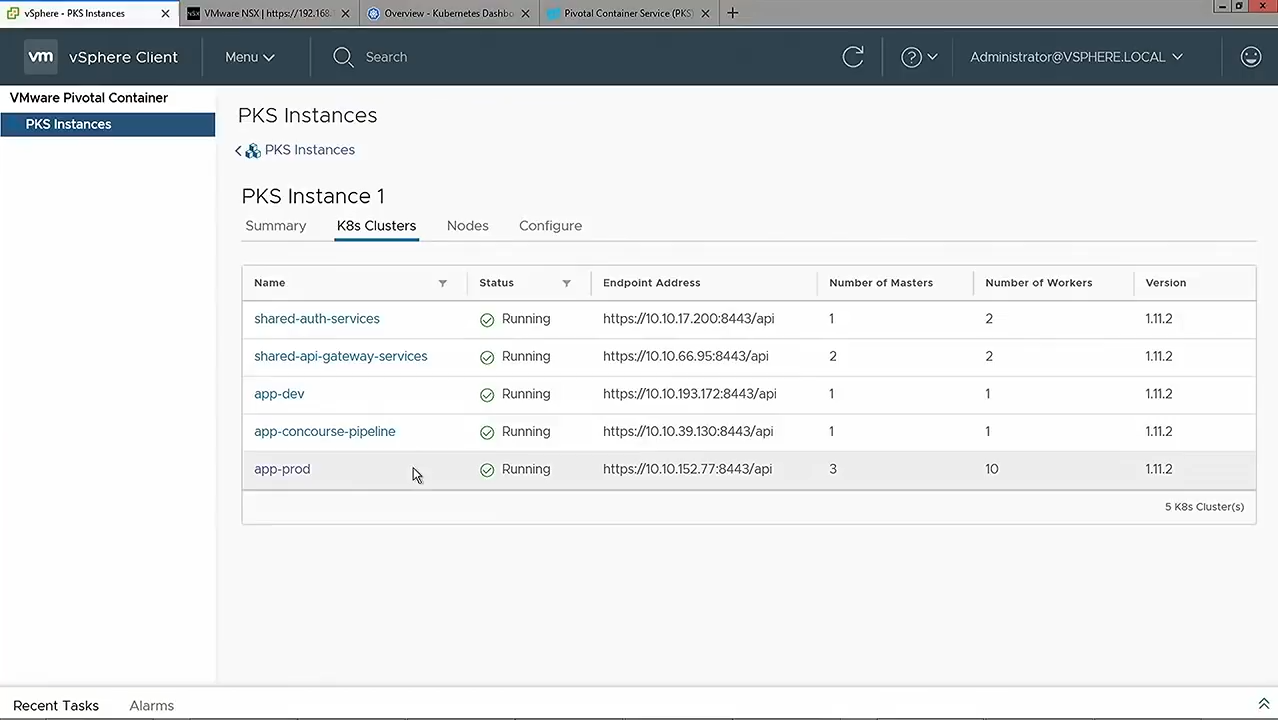 vSphere - PKS Instances
VMware NSX | https://192.168.
Overview - Kubernetes Dashbo
Pivotal Container Service (PKS)
vm vSphere Client Menu Search Administrator@VSPHERE.LOCAL
VMware Pivotal Container
PKS Instances
PKS Instances
PKS Instances
PKS Instance 1
Summary K8s Clusters Nodes Configure
Name Status Endpoint Address Number of Masters Number of Workers Version
shared-auth-services Running https://10.10.17.200:8443/api 1 2 1.11.2
shared-api-gateway-services Running https://10.10.66.95:8443/api 2 2 1.11.2
app-dev Running https://10.10.193.172:8443/api 1 1 1.11.2
app-concourse-pipeline Running https://10.10.39.130:8443/api 1 1 1.11.2
app-prod Running https://10.10.152.77:8443/api 3 10 1.11.2
5 K8s Cluster(s)
Recent Tasks Alarms